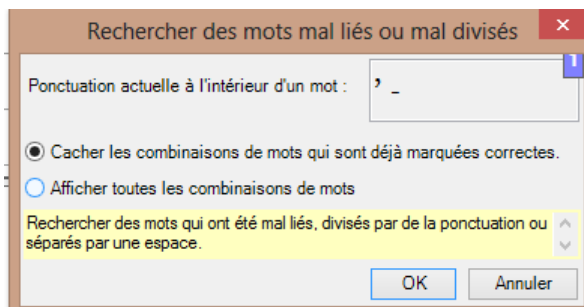 Rechercher des mots mal liés ou mal divisés
Ponctuation actuelle à l'intérieur d'un mot : ’ -
Cacher les combinaisons de mots qui sont déjà marquées correctes.
Afficher toutes les combinaisons de mots
Rechercher des mots qui ont été mal liés, divisés par de la ponctuation ou
séparés par une espace.
OK Annuler